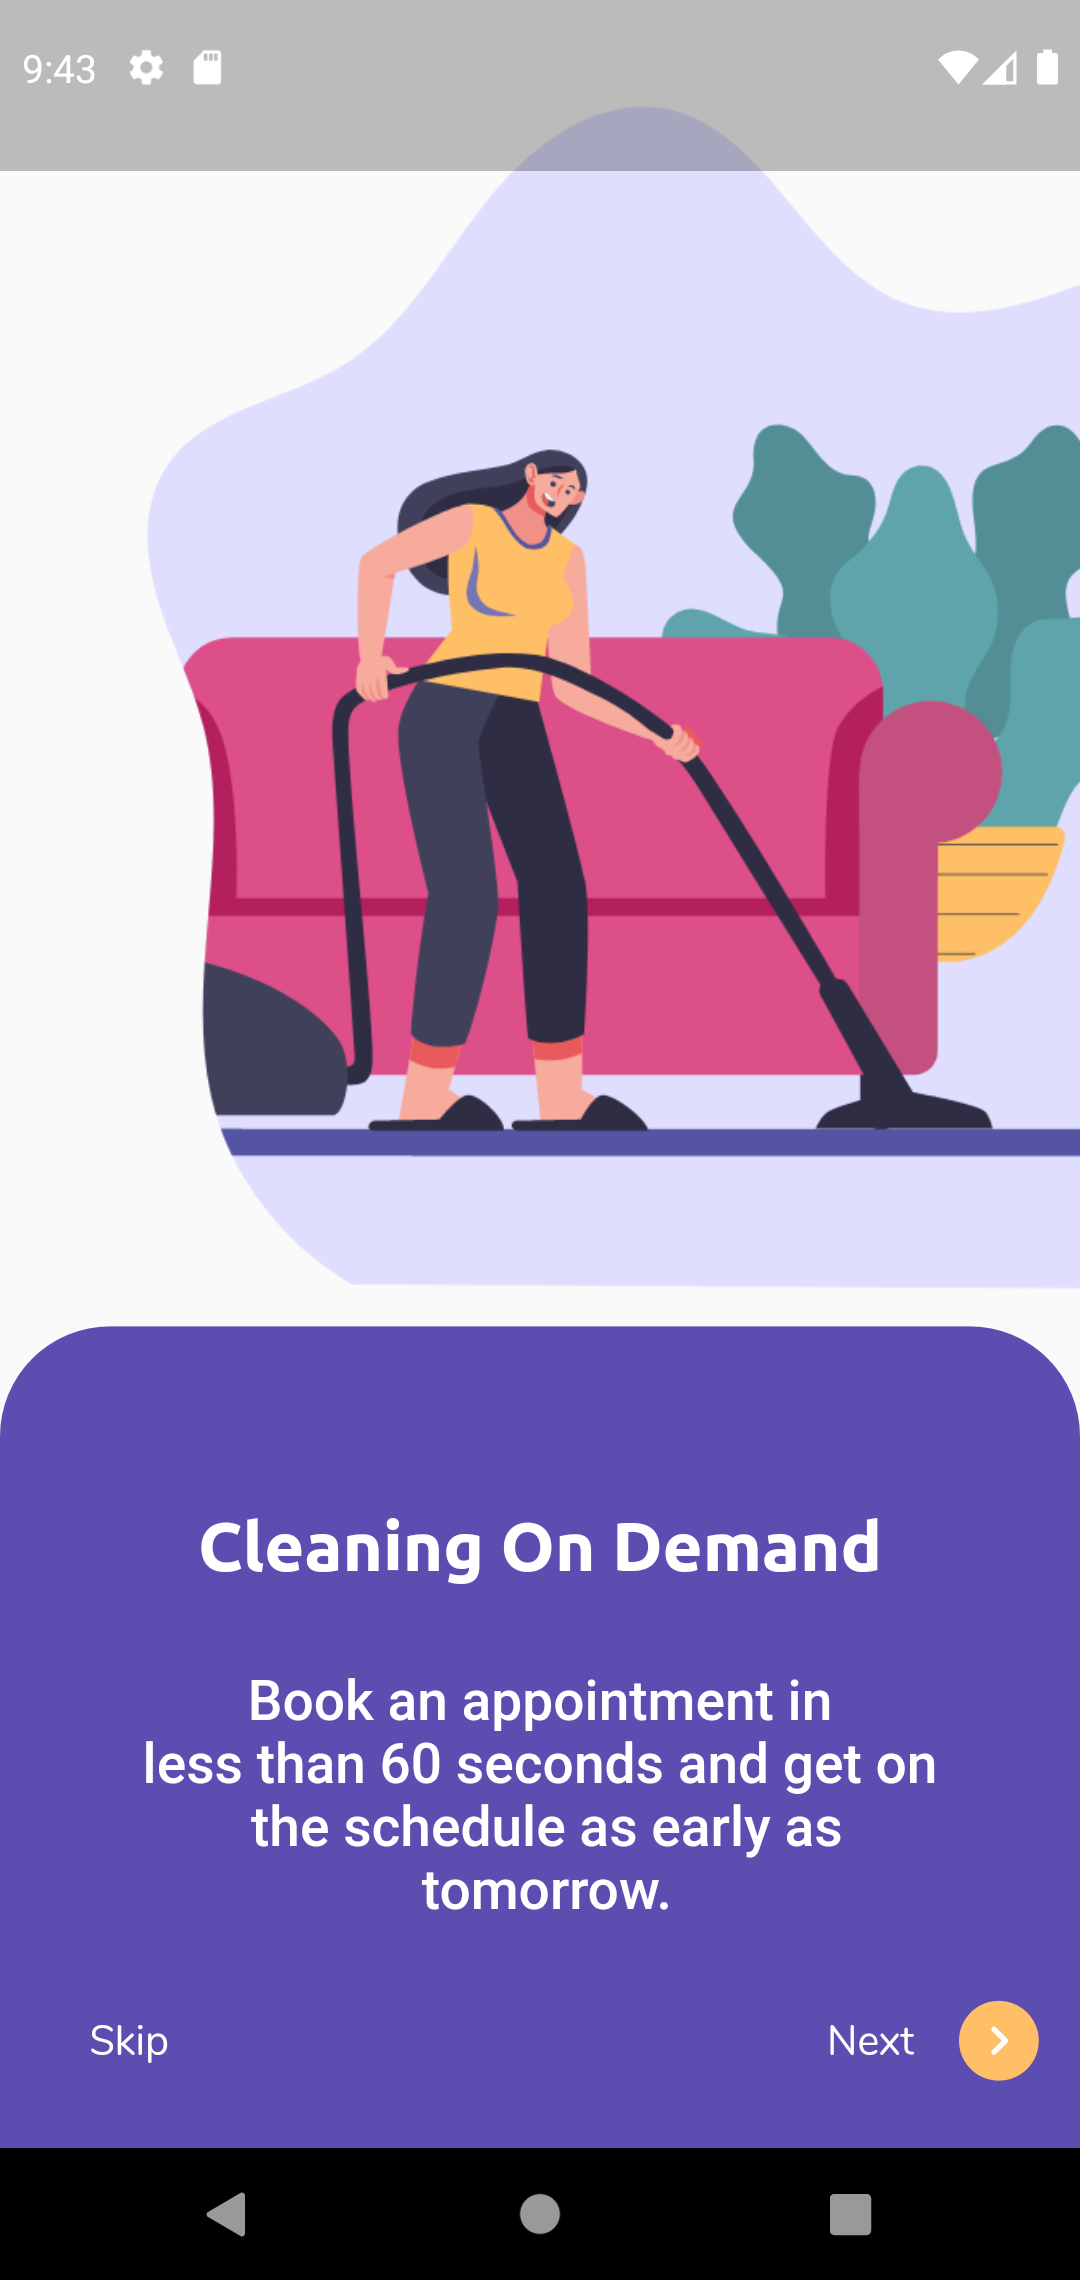 9:43
Cleaning On Demand
Book an appointment in
less than 60 seconds and get on
the schedule as early as
tomorrow.
Skip
Next